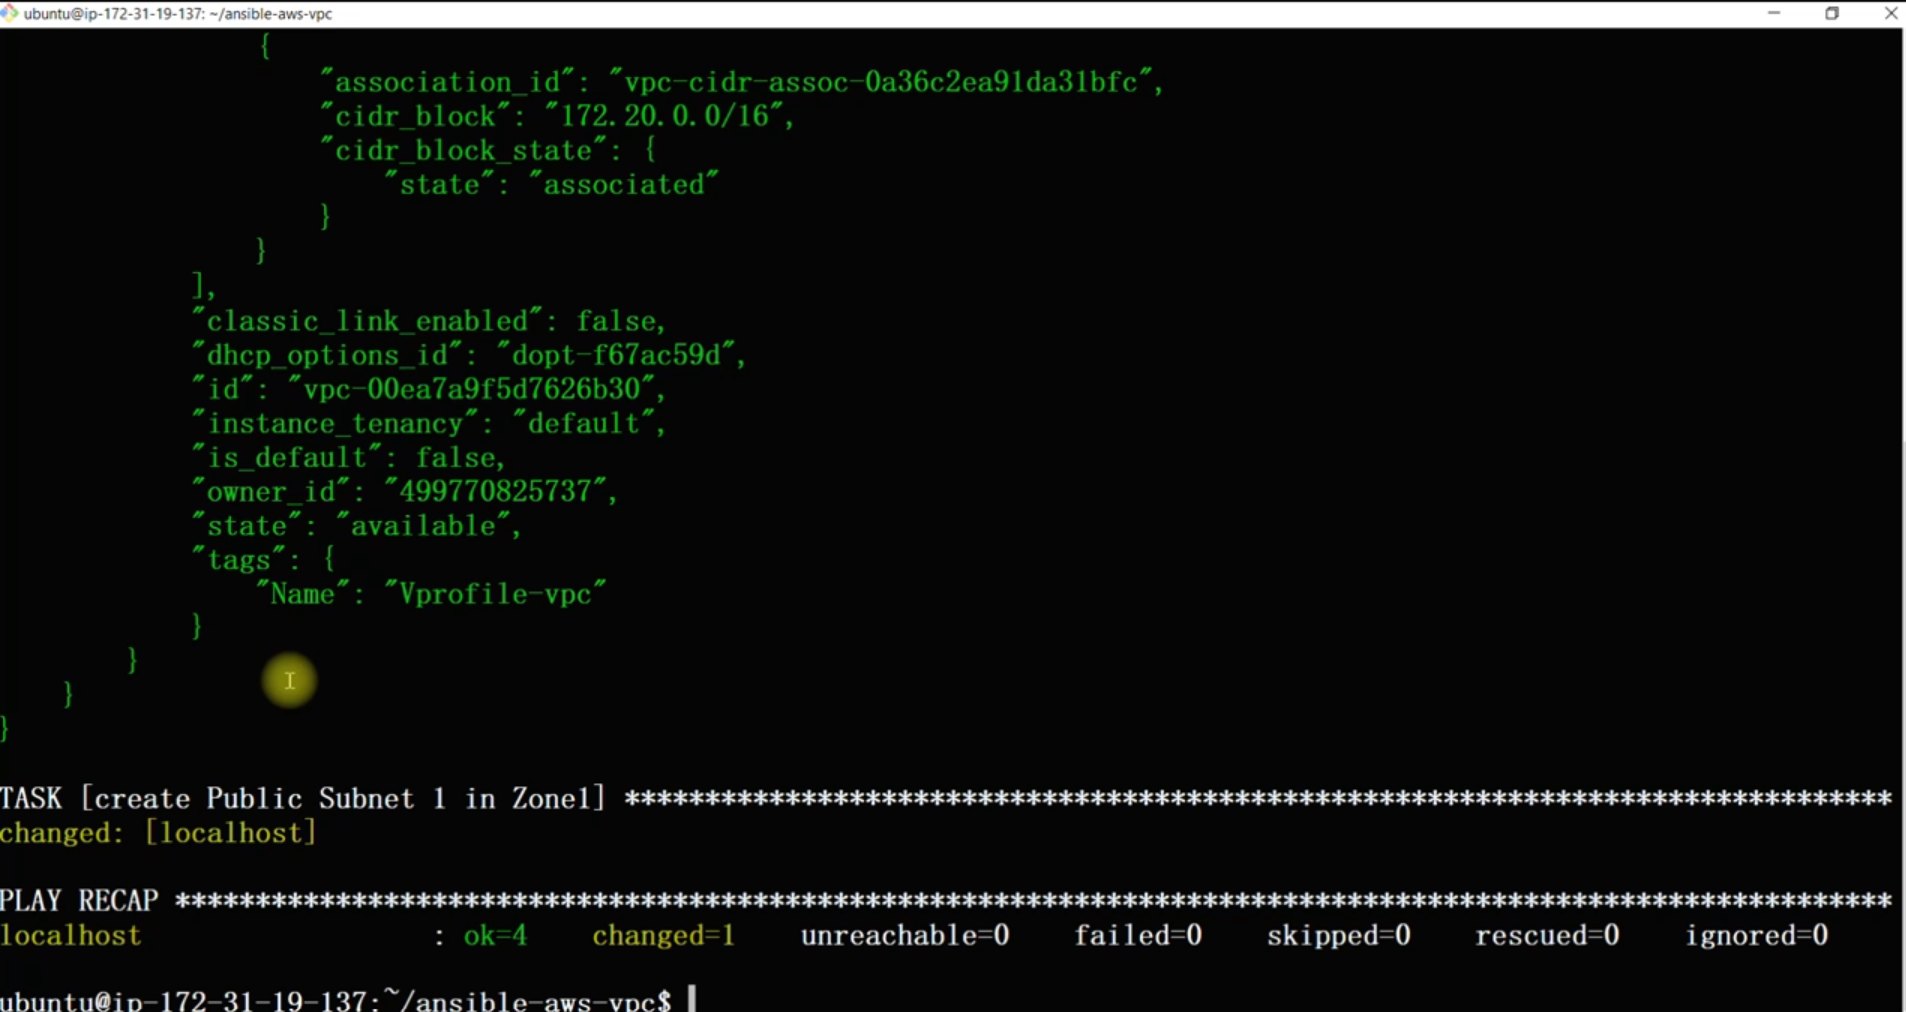 ubuntu@ip-172-31-19-137: ~/ansible-aws-vpc
{
"association_id": "vpc-cidr-assoc-0a36c2ea91da31bfc",
"cidr_block": "172.20.0.0/16",
"cidr_block_state": {
"state": "associated"
}
}
],
"classic_link_enabled": false,
"dhcp_options_id": "dopt-f67ac59d",
"id": "vpc-00ea7a9f5d7626b30",
"instance_tenancy": "default",
"is_default": false,
"owner_id": "499770825737",
"state": "available",
"tags": {
"Name": "Vprofile-vpc"
}
}
}
}
TASK [create Public Subnet 1 in Zone1] *******************************************************************************
changed: [localhost]
PLAY RECAP ***********************************************************************************************************
localhost : ok=4 changed=1 unreachable=0 failed=0 skipped=0 rescued=0 ignored=0
ubuntu@ip-172-31-19-137:~/ansible-aws-vpc$